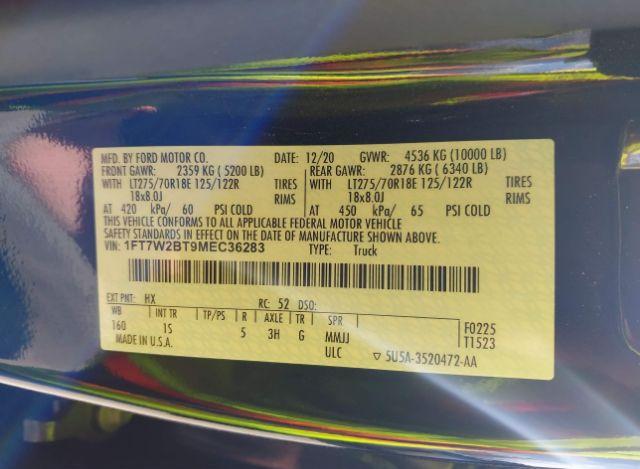 MFD. BY FORD MOTOR CO. DATE: 12/20 GVWR: 4536 KG (10000 LB)
FRONT GAWR: 2359 KG ( 5200 LB) REAR GAWR: 2876 KG ( 6340 LB)
WITH LT275/70R18E 125/122R TIRES WITH LT275/70R18E 125/122R TIRES
18x8.0J RIMS 18x8.0J RIMS
AT 420 kPa/ 60 PSI COLD AT 450 kPa/ 65 PSI COLD
THIS VEHICLE CONFORMS TO ALL APPLICABLE FEDERAL MOTOR VEHICLE
SAFETY STANDARDS IN EFFECT ON THE DATE OF MANUFACTURE SHOWN ABOVE.
VIN: 1FT7W2BT9MEC36283 TYPE: Truck
EXT PNT: HX RC: 52 DSO:
WB INT TR TP/PS R AXLE TR SPR F0225
160 1S 5 3H G MMJJ T1523
MADE IN U.S.A. ULC ▽ 5U5A-3520472-AA